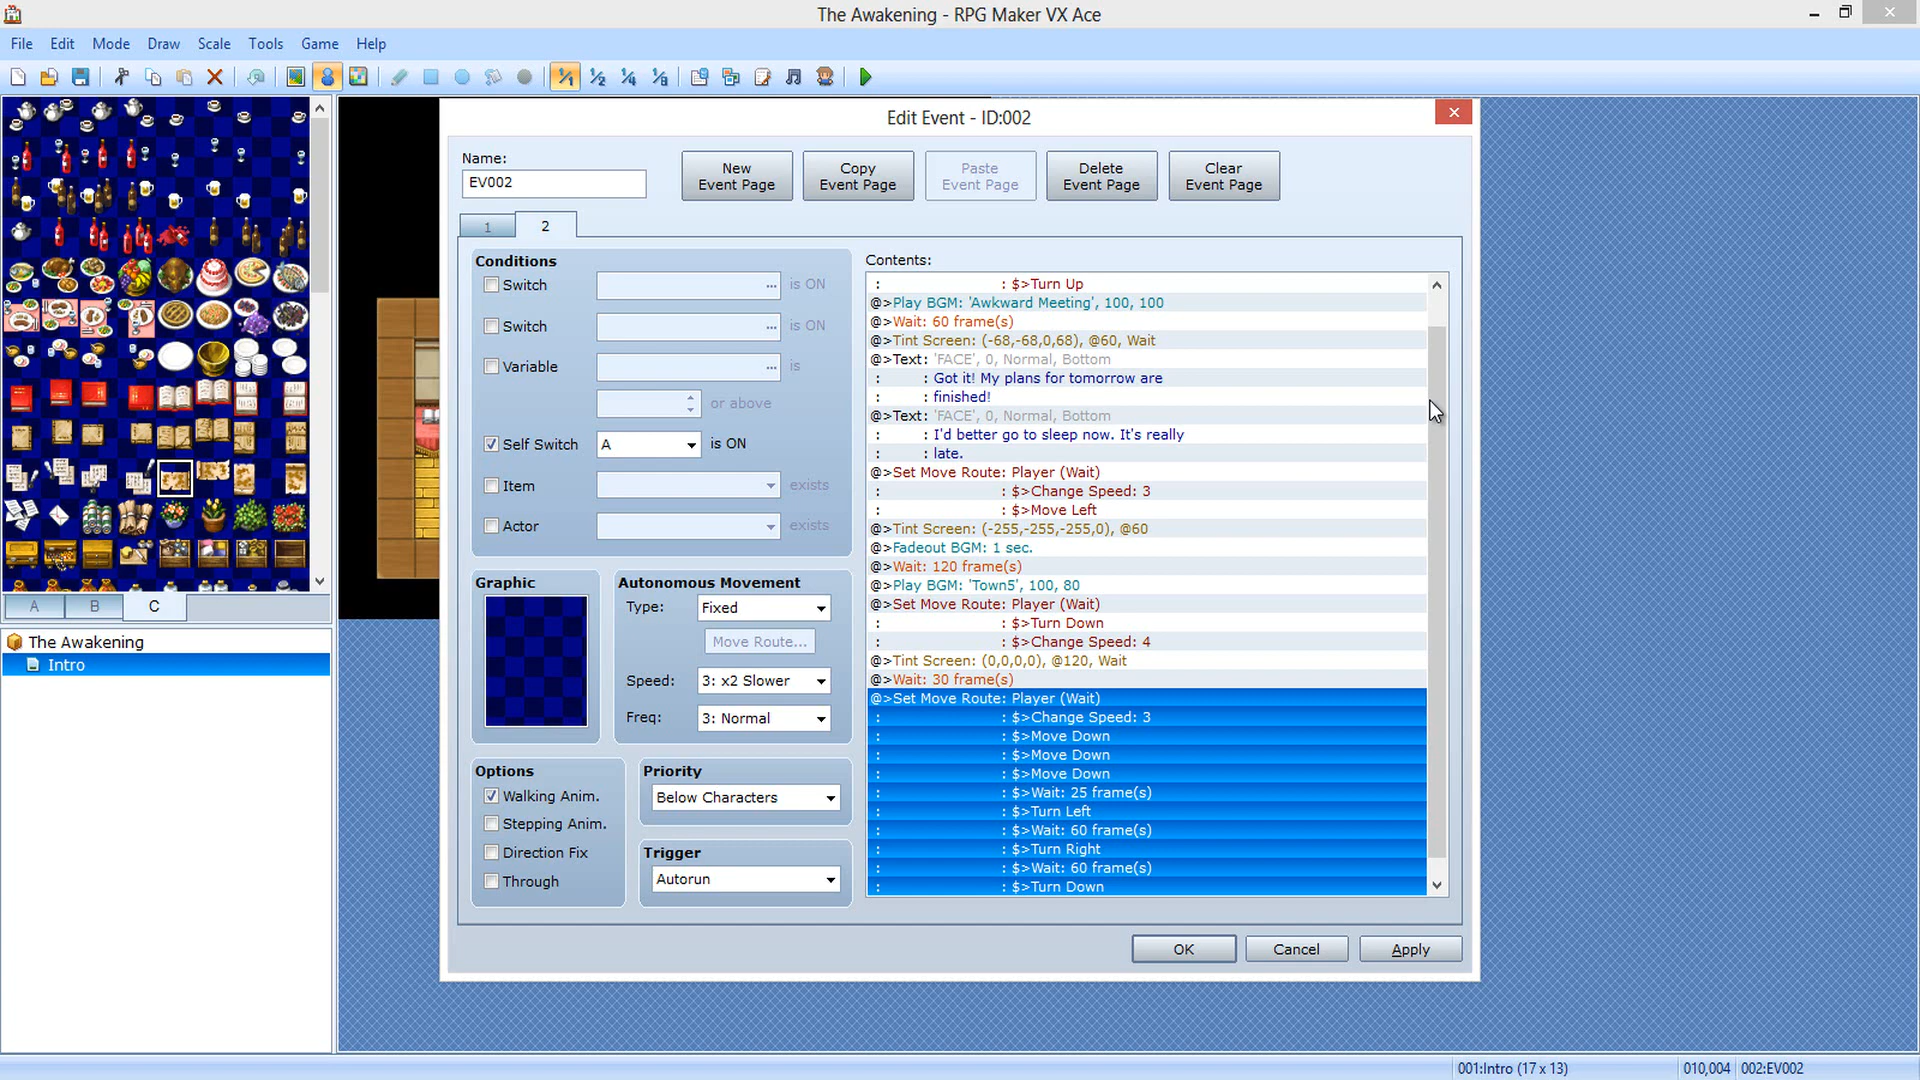 The Awakening - RPG Maker VX Ace
File Edit Mode Draw Scale Tools Game Help
Edit Event - ID:002
Name:
EV002
New Event Page
Copy Event Page
Paste Event Page
Delete Event Page
Clear Event Page
1 2
Conditions
Switch ... is ON
Switch ... is ON
Variable ... is
or above
Self Switch A is ON
Item exists
Actor exists
Graphic
Autonomous Movement
Type: Fixed
Move Route...
Speed: 3: x2 Slower
Freq: 3: Normal
Options
Walking Anim.
Stepping Anim.
Direction Fix
Through
Priority
Below Characters
Trigger
Autorun
Contents:
: : $>Turn Up
@>Play BGM: 'Awkward Meeting', 100, 100
@>Wait: 60 frame(s)
@>Tint Screen: (-68,-68,0,68), @60, Wait
@>Text: 'FACE', 0, Normal, Bottom
: : Got it! My plans for tomorrow are
: : finished!
@>Text: 'FACE', 0, Normal, Bottom
: : I'd better go to sleep now. It's really
: : late.
@>Set Move Route: Player (Wait)
: : $>Change Speed: 3
: : $>Move Left
@>Tint Screen: (-255,-255,-255,0), @60
@>Fadeout BGM: 1 sec.
@>Wait: 120 frame(s)
@>Play BGM: 'Town5', 100, 80
@>Set Move Route: Player (Wait)
: : $>Turn Down
: : $>Change Speed: 4
@>Tint Screen: (0,0,0,0), @120, Wait
@>Wait: 30 frame(s)
@>Set Move Route: Player (Wait)
: : $>Change Speed: 3
: : $>Move Down
: : $>Move Down
: : $>Move Down
: : $>Wait: 25 frame(s)
: : $>Turn Left
: : $>Wait: 60 frame(s)
: : $>Turn Right
: : $>Wait: 60 frame(s)
: : $>Turn Down
OK Cancel Apply
A B C
The Awakening
Intro
001:Intro (17 x 13) 010,004 002:EV002